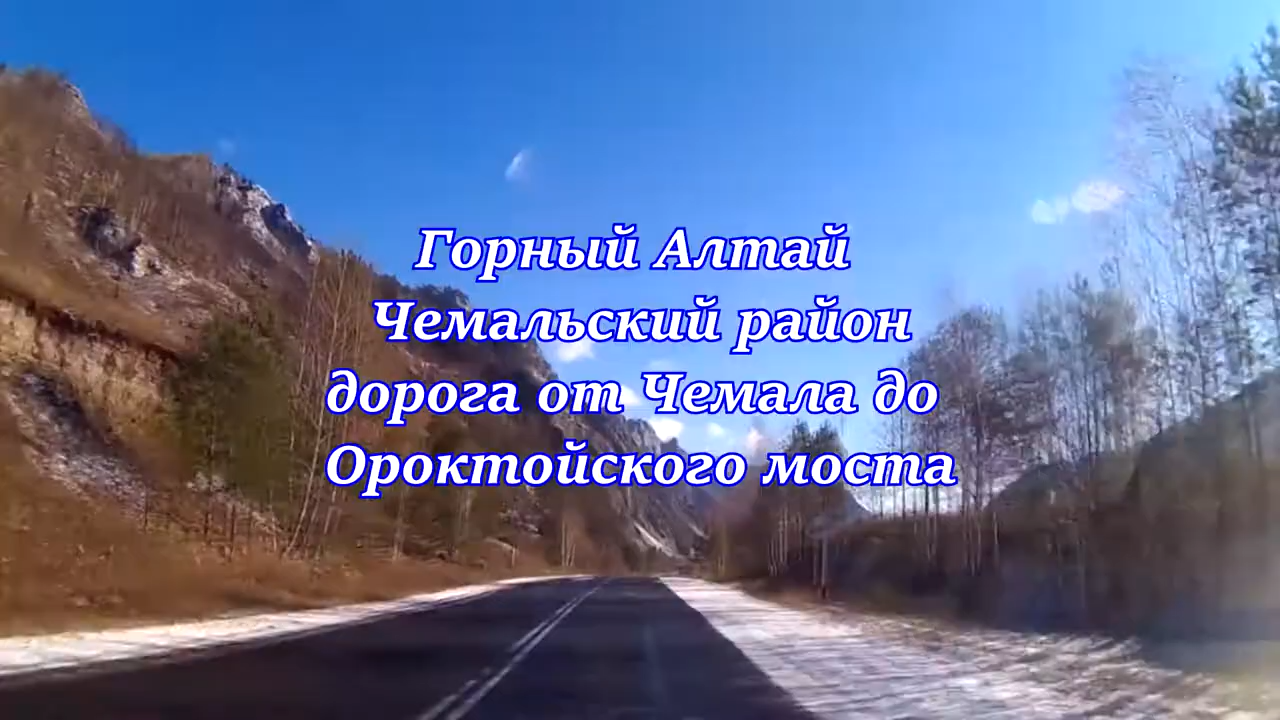 Горный Алтай
Чемальский район
дорога от Чемала до
Ороктойского моста